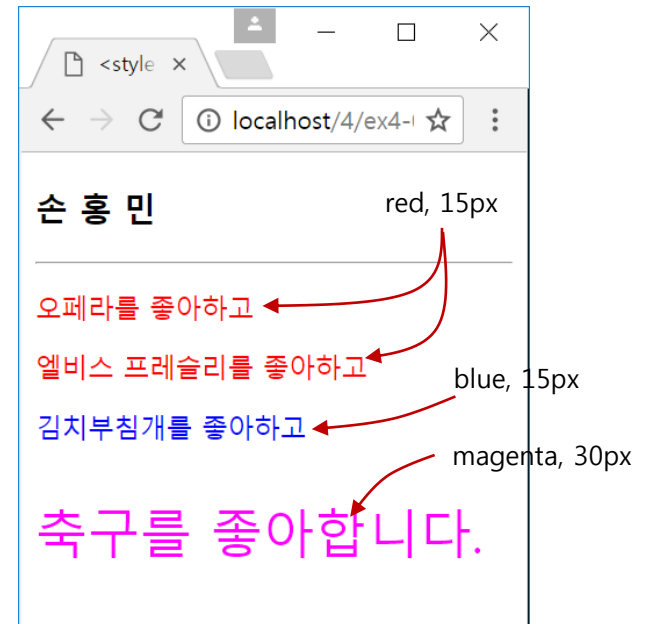 <style
localhost/4/ex4-
손 홍 민
red, 15px
오페라를 좋아하고
엘비스 프레슬리를 좋아하고
blue, 15px
김치부침개를 좋아하고
magenta, 30px
축구를 좋아합니다.